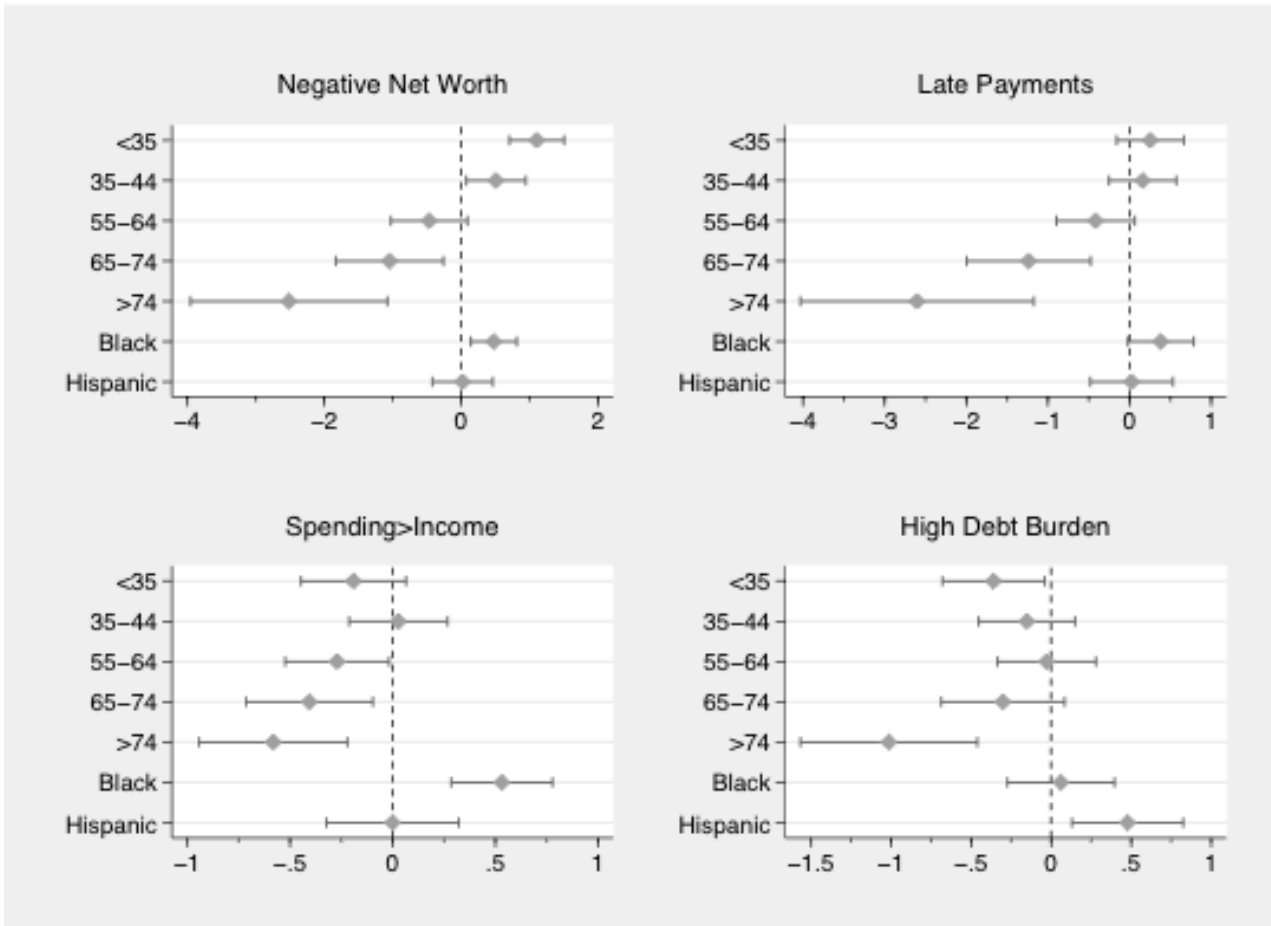 Negative Net Worth
<35
35−44
55−64
65−74
>74
Black
Hispanic
−4 −2 0 2
Late Payments
<35
35−44
55−64
65−74
>74
Black
Hispanic
−4 −3 −2 −1 0 1
Spending>Income
<35
35−44
55−64
65−74
>74
Black
Hispanic
−1 −.5 0 .5 1
High Debt Burden
<35
35−44
55−64
65−74
>74
Black
Hispanic
−1.5 −1 −.5 0 .5 1